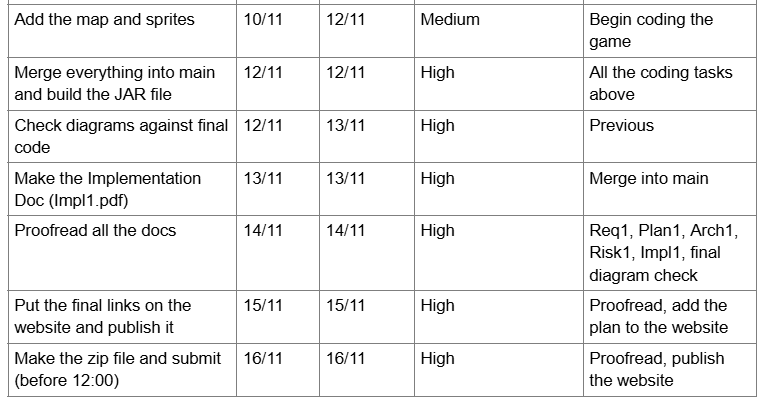 Add the map and sprites 10/11 12/11 Medium Begin coding the
game
Merge everything into main 12/11 12/11 High All the coding tasks
and build the JAR file above
Check diagrams against final 12/11 13/11 High Previous
code
Make the Implementation 13/11 13/11 High Merge into main
Doc (Impl1.pdf)
Proofread all the docs 14/11 14/11 High Req1, Plan1, Arch1,
Risk1, Impl1, final
diagram check
Put the final links on the 15/11 15/11 High Proofread, add the
website and publish it plan to the website
Make the zip file and submit 16/11 16/11 High Proofread, publish
(before 12:00) the website